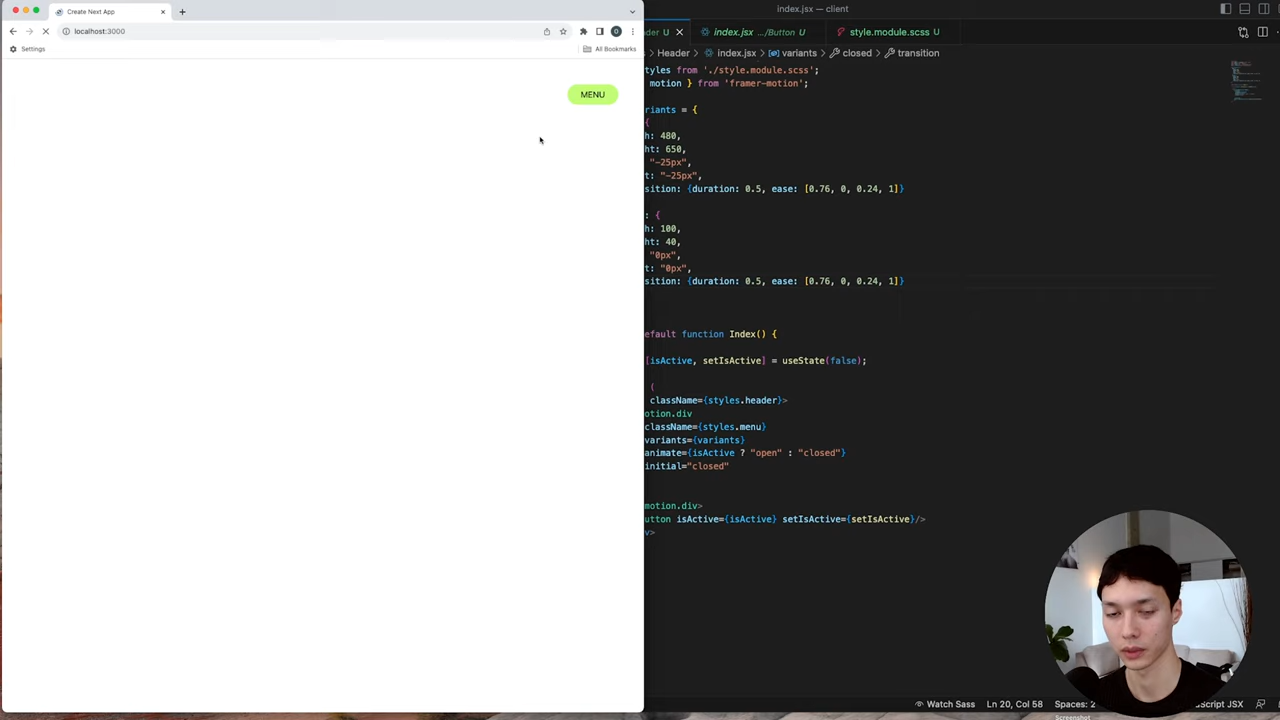 Create Next App
index.jsx — client
localhost:3000
ader
index.jsx .../Button U
style.module.scss U
Settings
All Bookmarks
Header
index.jsx
variants
closed
transition
tyles from './style.module.scss';
motion } from 'framer-motion';
MENU
riants = {
{
h: 480,
ht: 650,
"-25px",
t: "-25px",
sition: {duration: 0.5, ease: [0.76, 0, 0.24, 1]}
: {
h: 100,
ht: 40,
"0px",
t: "0px",
sition: {duration: 0.5, ease: [0.76, 0, 0.24, 1]}
efault function Index() {
[isActive, setIsActive] = useState(false);
(
className={styles.header}>
otion.div
className={styles.menu}
variants={variants}
animate={isActive ? "open" : "closed"}
initial="closed"
motion.div>
utton isActive={isActive} setIsActive={setIsActive}/>
v>
Watch Sass
Ln 20, Col 58
Spaces: 2
Script JSX
Screenshot